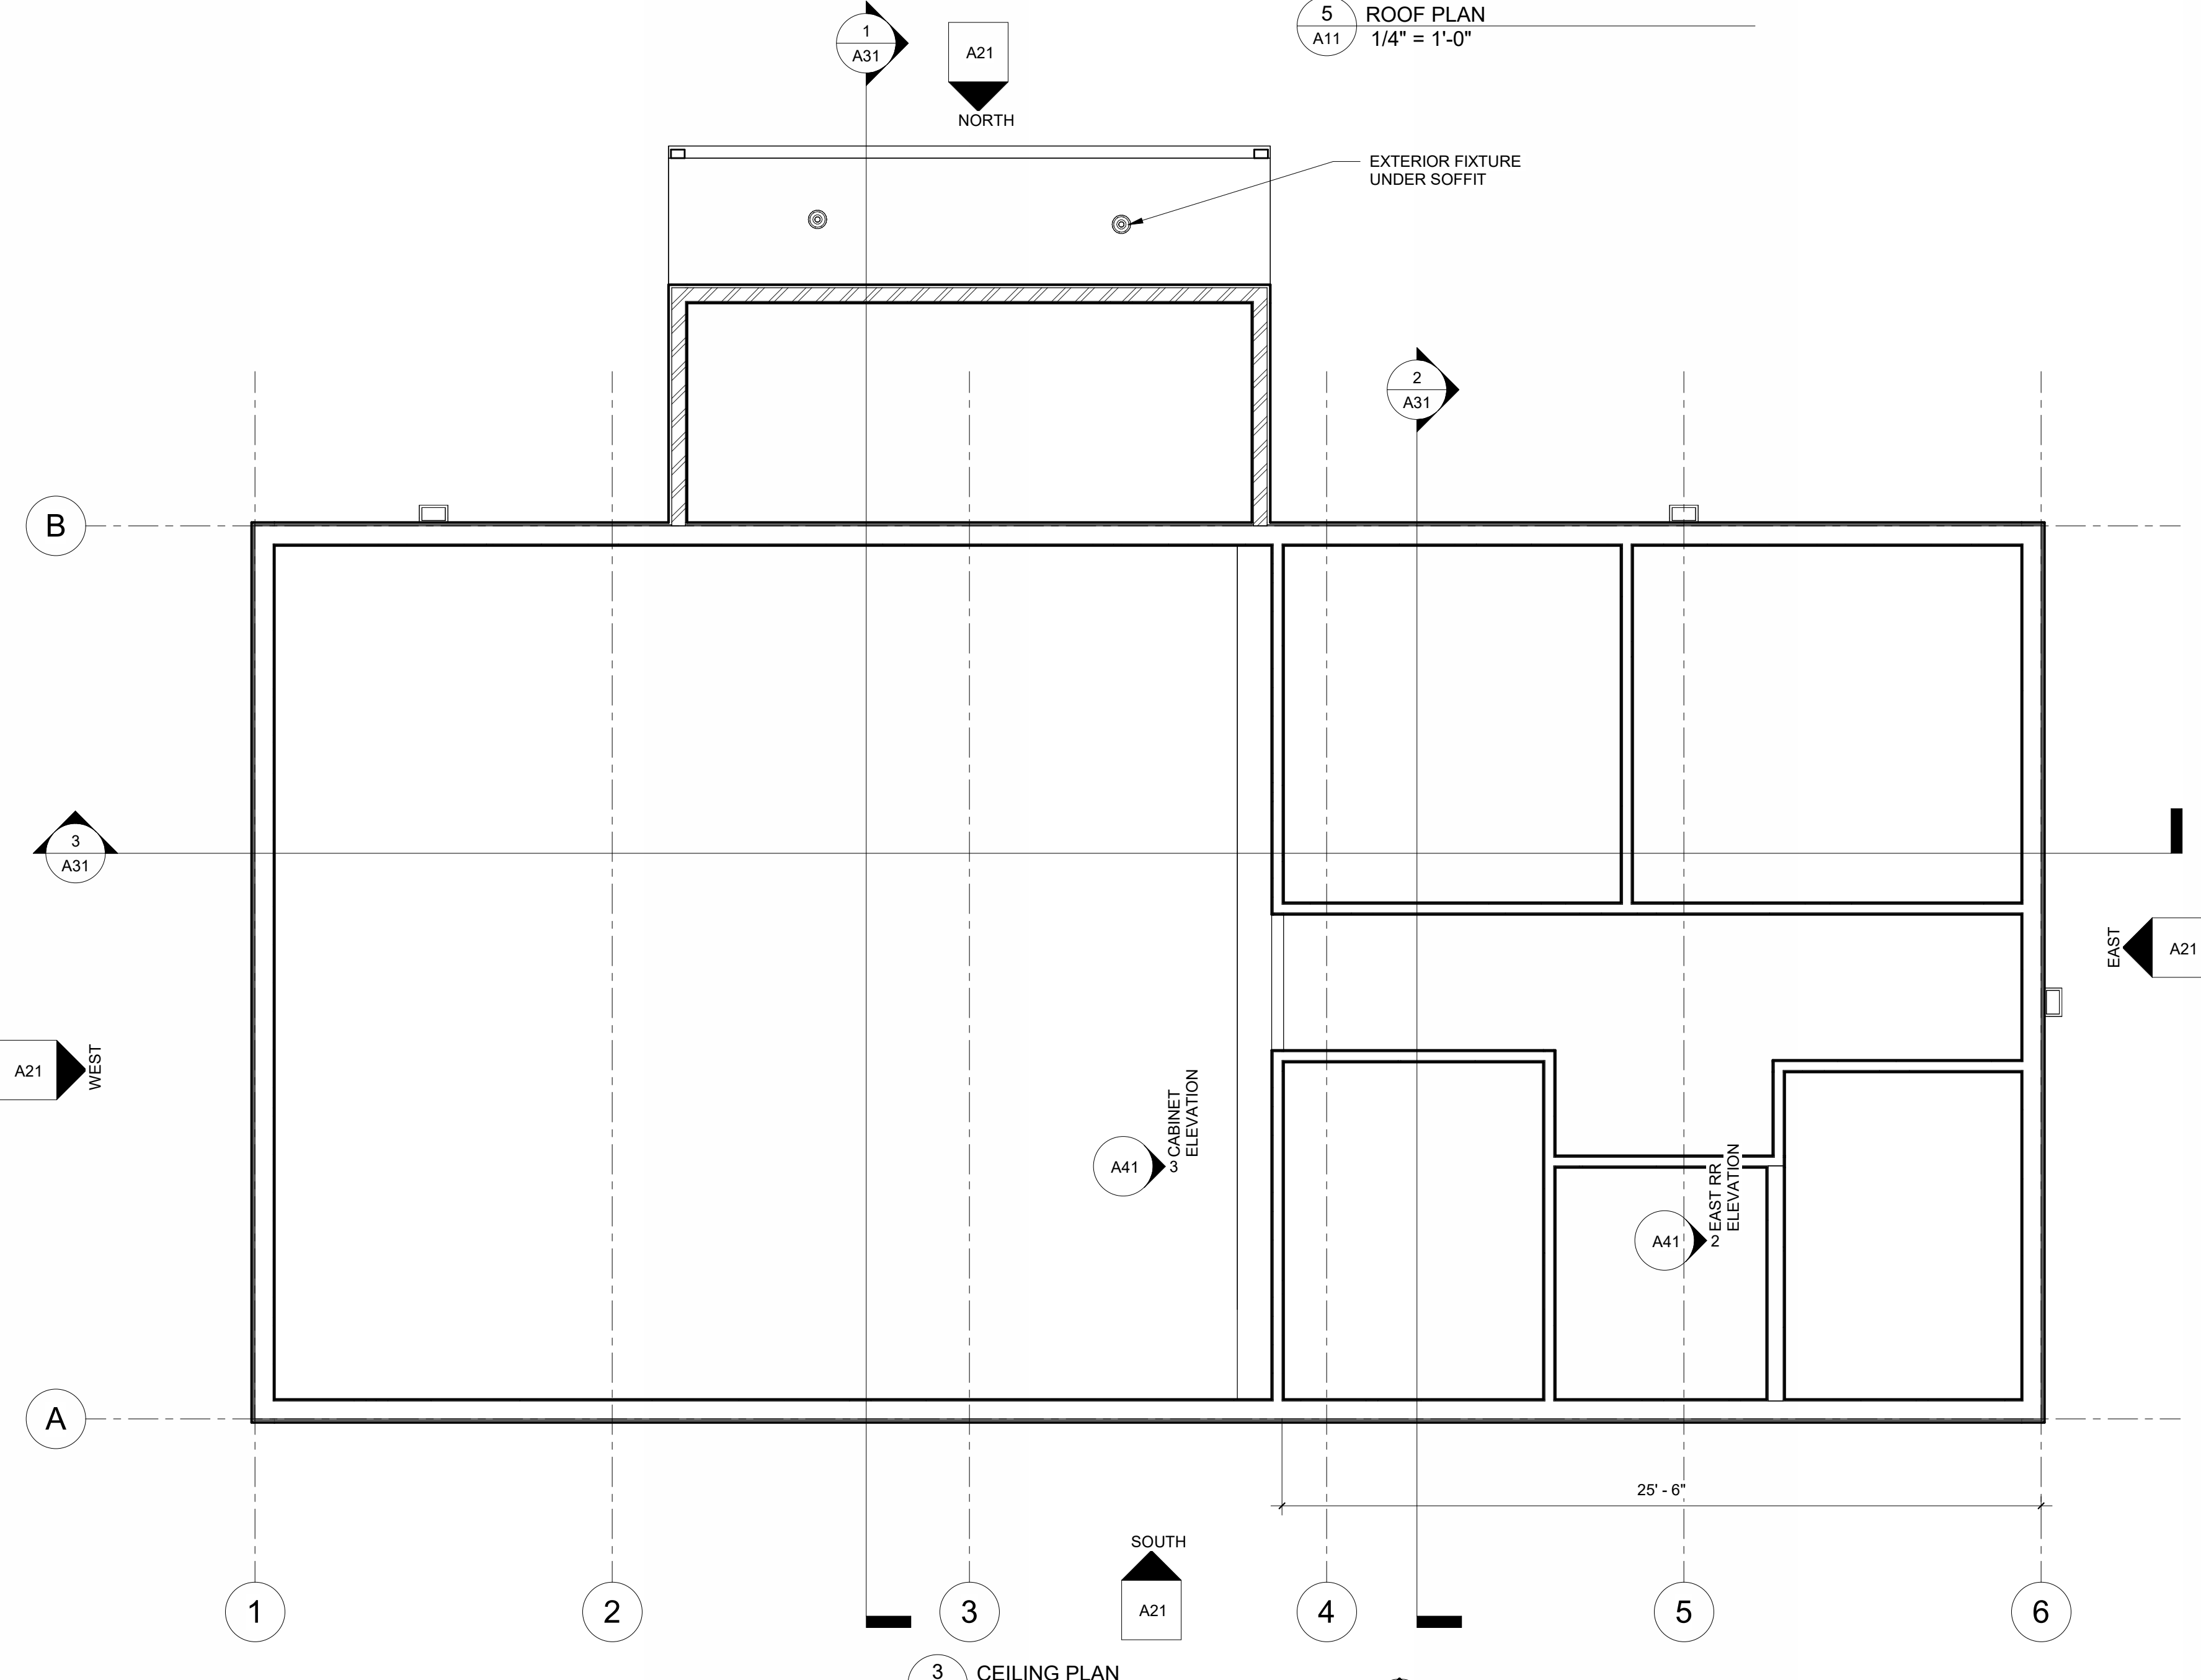 5 ROOF PLAN
A11 1/4" = 1'-0"
1
A31
A21
NORTH
EXTERIOR FIXTURE
UNDER SOFFIT
2
A31
B
3
A31
EAST
A21
A21
WEST
CABINET
ELEVATION
A41
3
EAST RR
ELEVATION
A41
2
A
25' - 6"
SOUTH
A21
1
2
3
4
5
6
3 CEILING PLAN